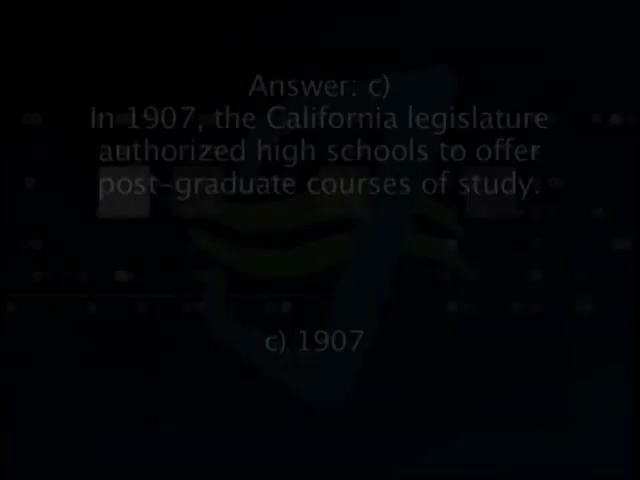 Answer: c)
In 1907, the California legislature
authorized high schools to offer
post-graduate courses of study.
c) 1907